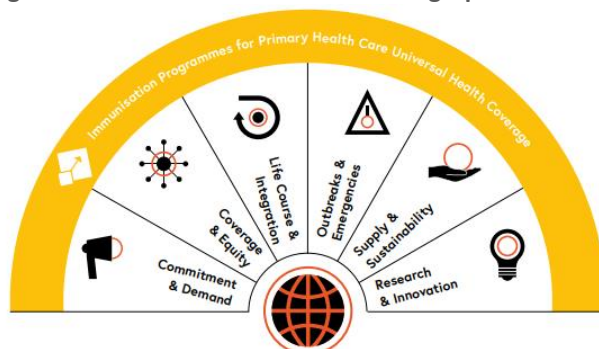 Immunisation Programmes for Primary Health Care Universal Health Coverage
Commitment
& Demand
Coverage
& Equity
Life Course &
Integration
Outbreaks &
Emergencies
Supply &
Sustainability
Research
& Innovation